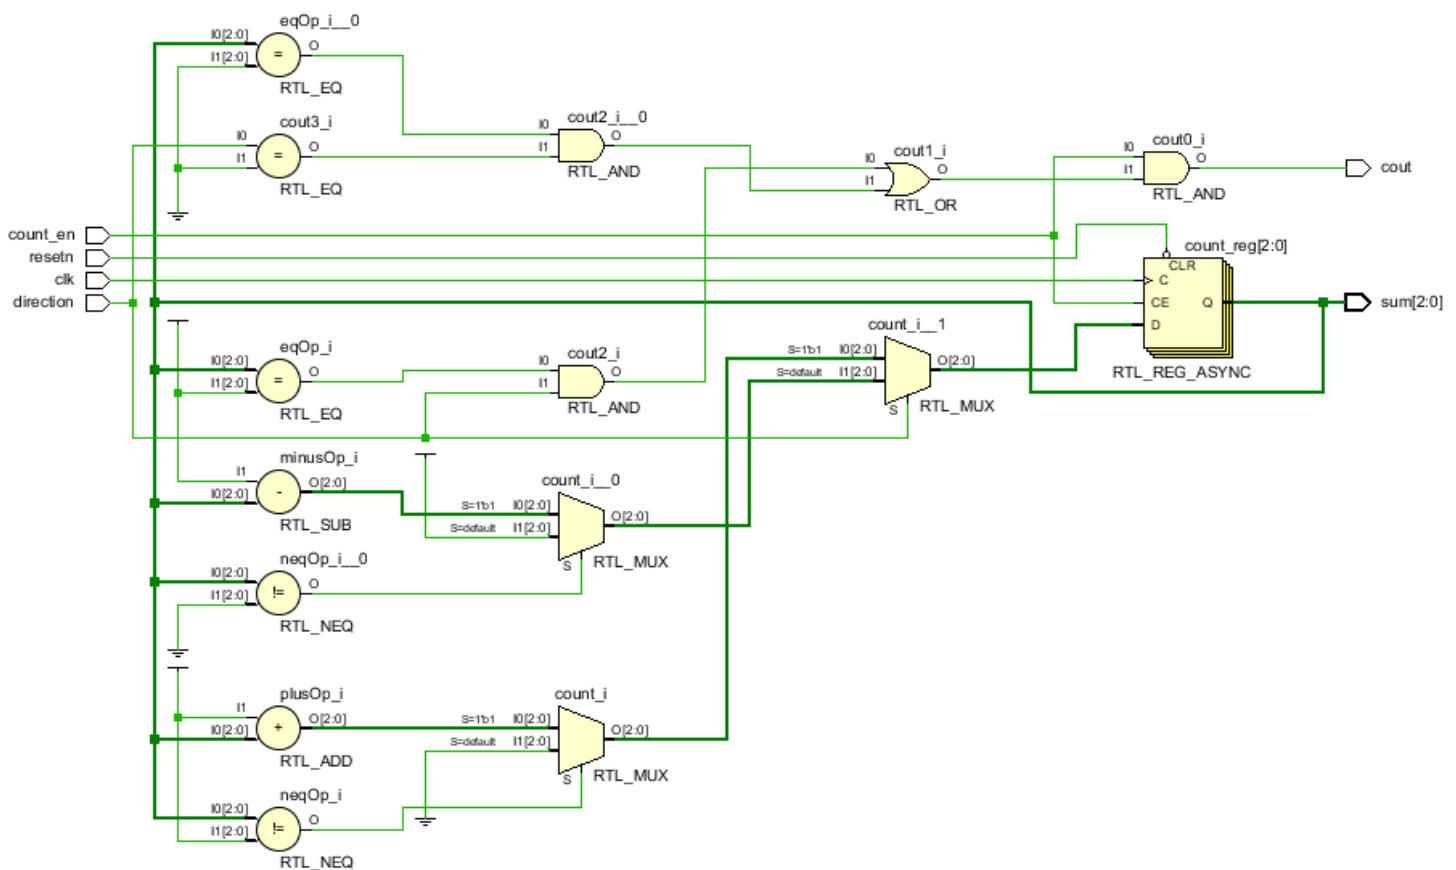 eqOp_i__0
I0[2:0]
I1[2:0]
O
=
RTL_EQ
cout3_i
I0
I1
O
=
RTL_EQ
cout2_i__0
I0
I1
O
RTL_AND
cout1_i
I0
I1
O
RTL_OR
cout0_i
I0
I1
O
RTL_AND
cout
count_en
resetn
clk
direction
count_reg[2:0]
CLR
C
CE
D
Q
RTL_REG_ASYNC
sum[2:0]
eqOp_i
I0[2:0]
I1[2:0]
O
=
RTL_EQ
cout2_i
I0
I1
O
RTL_AND
count_i__1
S=1'b1 I0[2:0]
S=default I1[2:0]
O[2:0]
S
RTL_MUX
minusOp_i
I1
I0[2:0]
O[2:0]
-
RTL_SUB
count_i__0
S=1'b1 I0[2:0]
S=default I1[2:0]
O[2:0]
S
RTL_MUX
neqOp_i__0
I0[2:0]
I1[2:0]
O
!=
RTL_NEQ
plusOp_i
I1
I0[2:0]
O[2:0]
+
RTL_ADD
count_i
S=1'b1 I0[2:0]
S=default I1[2:0]
O[2:0]
S
RTL_MUX
neqOp_i
I0[2:0]
I1[2:0]
O
!=
RTL_NEQ